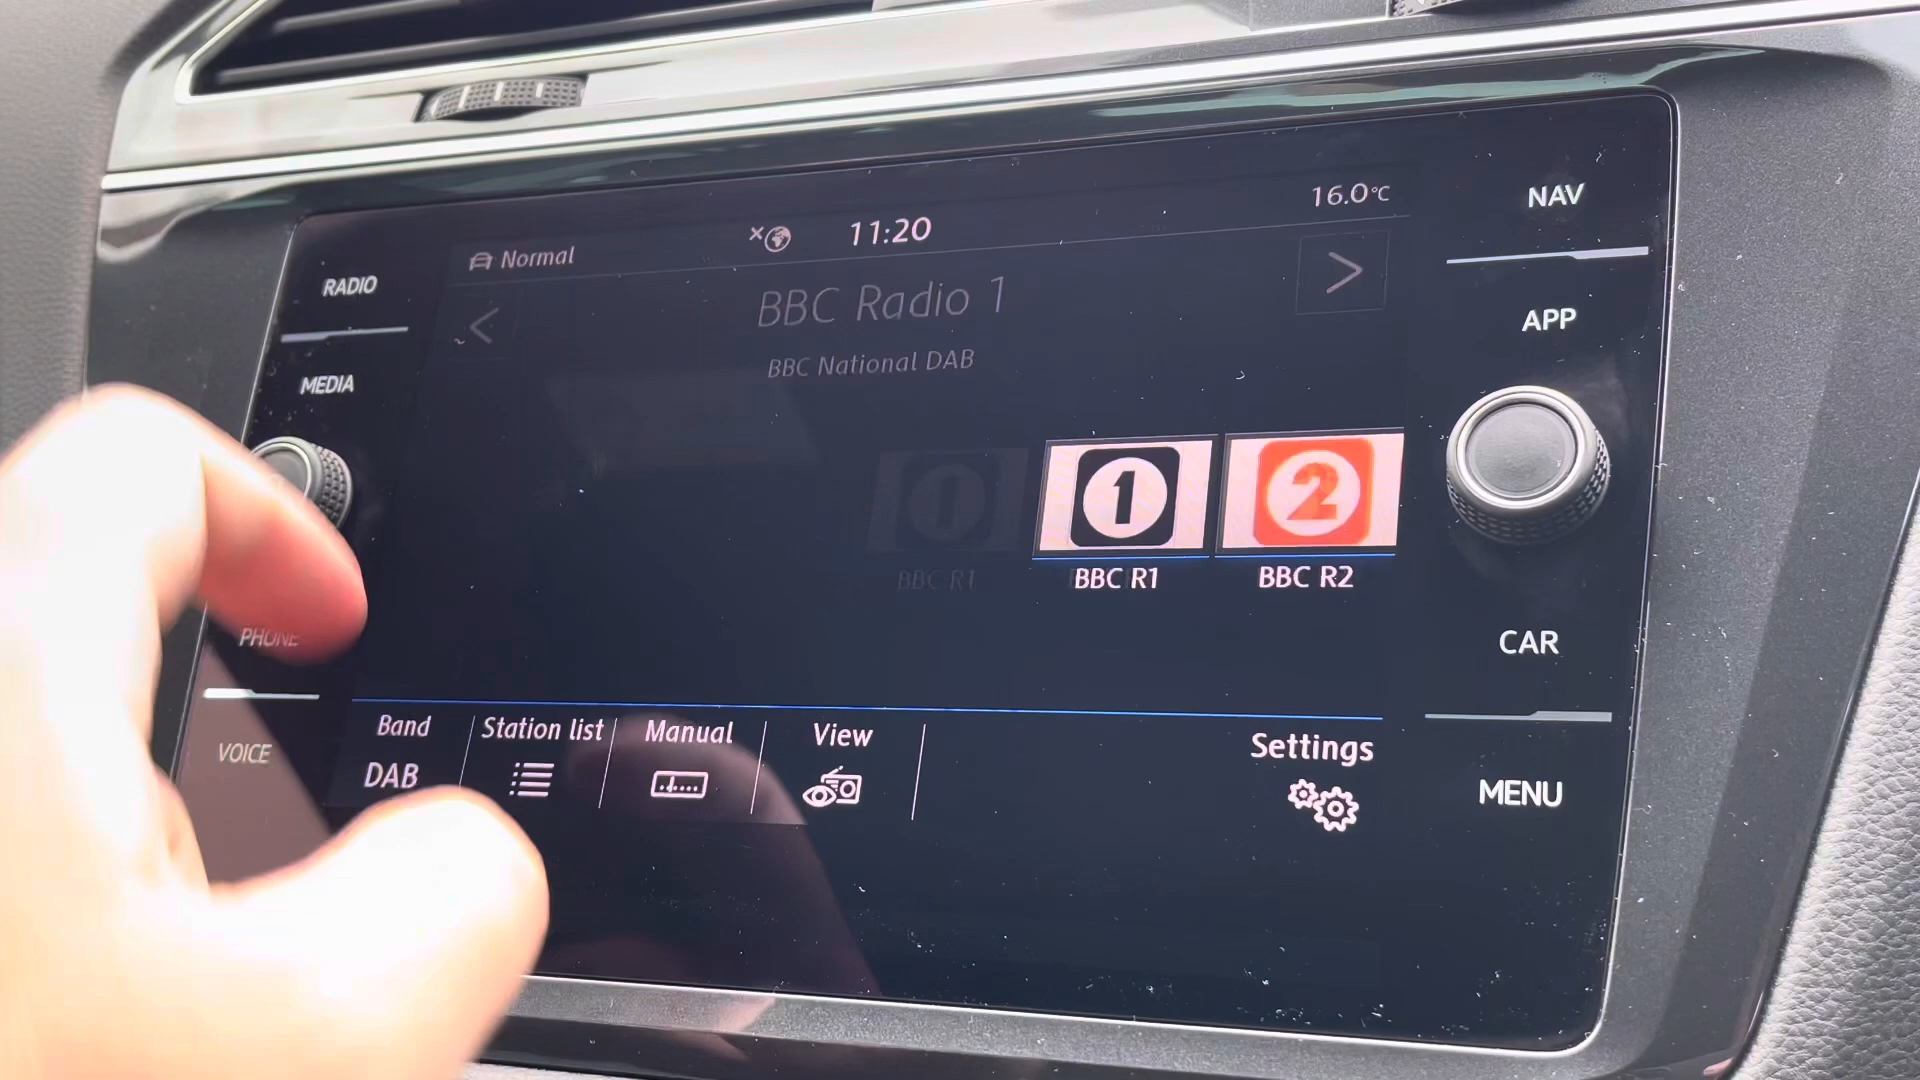 NAV
16.0°C
11:20
Normal
RADIO
BBC Radio 1
APP
BBC National DAB
MEDIA
1
1
2
BBC R1
BBC R1
BBC R2
PHONE
CAR
Band
Station list
Manual
View
Settings
VOICE
DAB
MENU